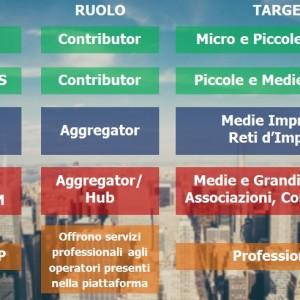 RUOLO TARGE
Contributor Micro e Piccole
S Contributor Piccole e Medie
Aggregator Medie Impr
Reti d'Imp
Aggregator/ Medie e Grandi
M Hub Associazioni, Co
P Offrono servizi Profession
professionali agli
operatori presenti
nella piattaforma